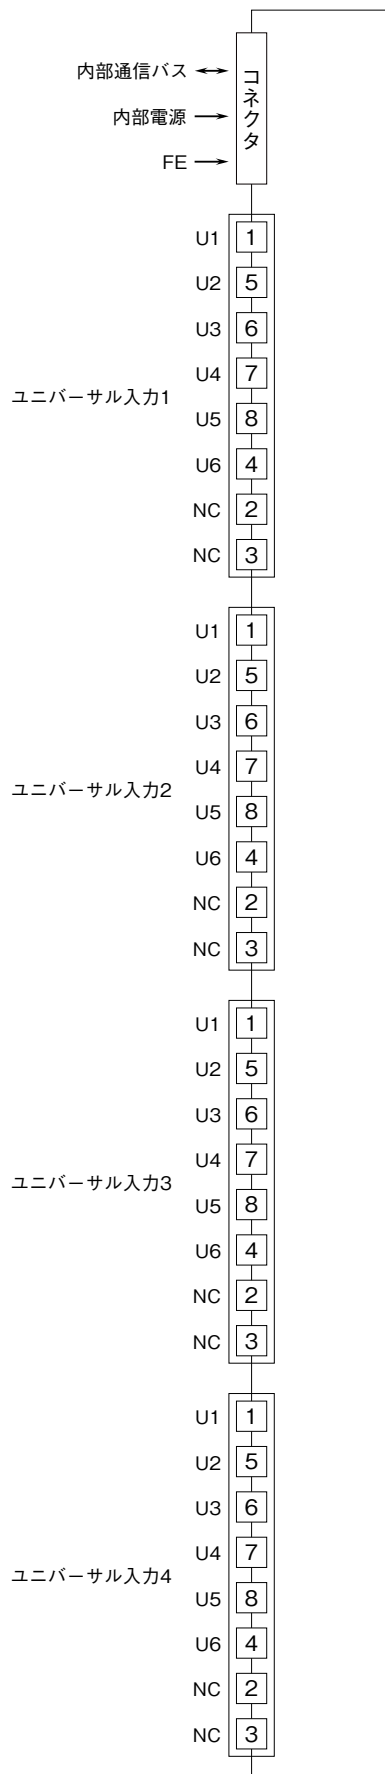 内部通信バス
内部電源
FE
コネクタ
U1 1
U2 5
U3 6
U4 7
ユニバーサル入力1
U5 8
U6 4
NC 2
NC 3
U1 1
U2 5
U3 6
U4 7
ユニバーサル入力2
U5 8
U6 4
NC 2
NC 3
U1 1
U2 5
U3 6
U4 7
ユニバーサル入力3
U5 8
U6 4
NC 2
NC 3
U1 1
U2 5
U3 6
U4 7
ユニバーサル入力4
U5 8
U6 4
NC 2
NC 3